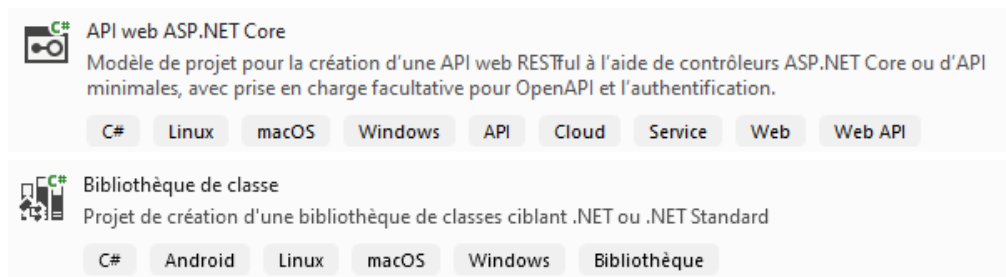 C#
API web ASP.NET Core
Modèle de projet pour la création d'une API web RESTful à l'aide de contrôleurs ASP.NET Core ou d'API
minimales, avec prise en charge facultative pour OpenAPI et l'authentification.
C# Linux macOS Windows API Cloud Service Web Web API
C#
Bibliothèque de classe
Projet de création d'une bibliothèque de classes ciblant .NET ou .NET Standard
C# Android Linux macOS Windows Bibliothèque